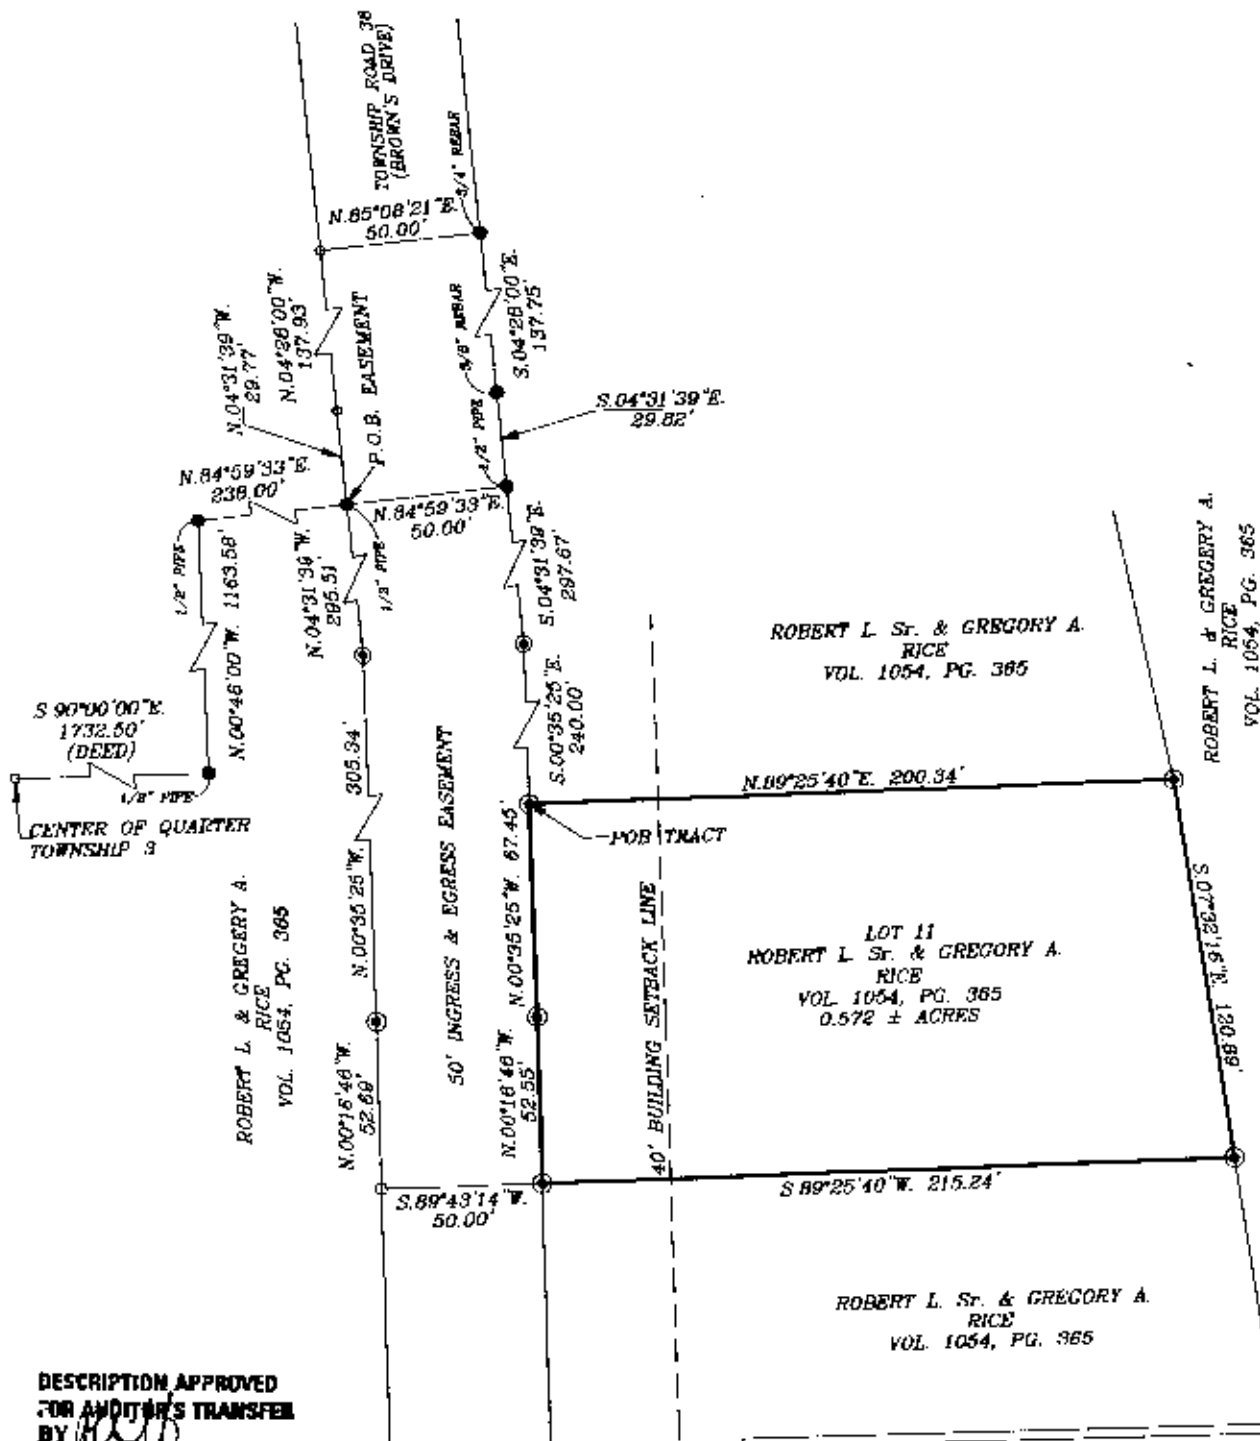 TOWNSHIP ROAD 38
(BROWN'S DRIVE)
N.85°08'21"E.
50.00'
3/4" REBAR
N.04°28'00"W.
137.93'
N.04°31'39"W.
29.77'
P.O.B. EASEMENT
5/8" REBAR
S.04°28'00"E.
137.75'
1/2" PIPE
S.04°31'39"E.
29.82'
N.84°59'33"E.
238.00'
N.84°59'33"E.
50.00'
1/2" PIPE
N.00°46'00"W. 1163.58'
N.04°31'39"W.
295.51'
1/2" PIPE
S.04°31'39"E.
297.67'
S 90°00'00"E.
1732.50'
(DEED)
1/2" PIPE
CENTER OF QUARTER
TOWNSHIP 3
S.00°35'25"E.
240.00'
ROBERT L. Sr. & GREGORY A.
RICE
VOL. 1054, PG. 365
ROBERT L. & GREGERY A.
RICE
VOL. 1054, PG. 365
N.89°25'40"E. 200.34'
POB TRACT
N.00°35'25"W. 305.34'
50' INGRESS & EGRESS EASEMENT
N.00°35'25"W. 67.45'
40' BUILDING SETBACK LINE
LOT 11
ROBERT L. Sr. & GREGORY A.
RICE
VOL. 1054, PG. 365
0.572 ± ACRES
S.07°32'16"E. 120.89'
ROBERT L. & GREGERY A.
RICE
VOL. 1054, PG. 365
N.00°16'46"W.
52.69'
N.00°16'46"W.
52.55'
S.89°43'14"W.
50.00'
S 89°25'40"W. 215.24'
ROBERT L. Sr. & GREGORY A.
RICE
VOL. 1054, PG. 365
DESCRIPTION APPROVED
FOR AUDITOR'S TRANSFER
BY